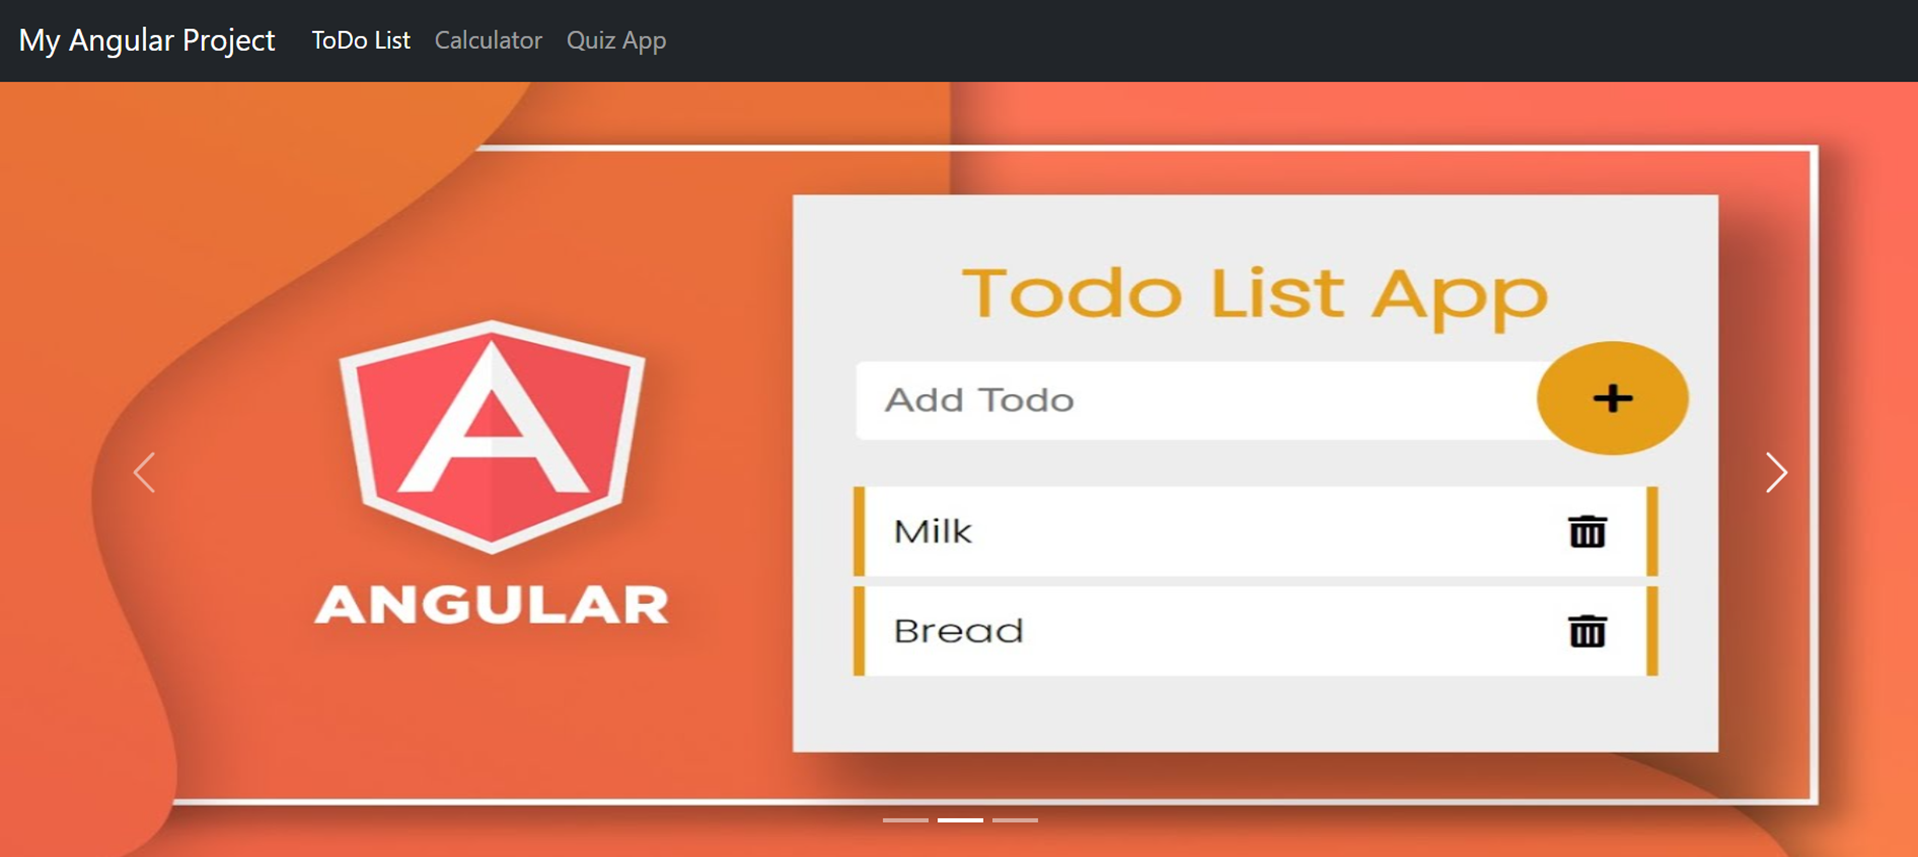 My Angular Project ToDo List Calculator Quiz App
Todo List App
Add Todo
Milk
Bread
ANGULAR